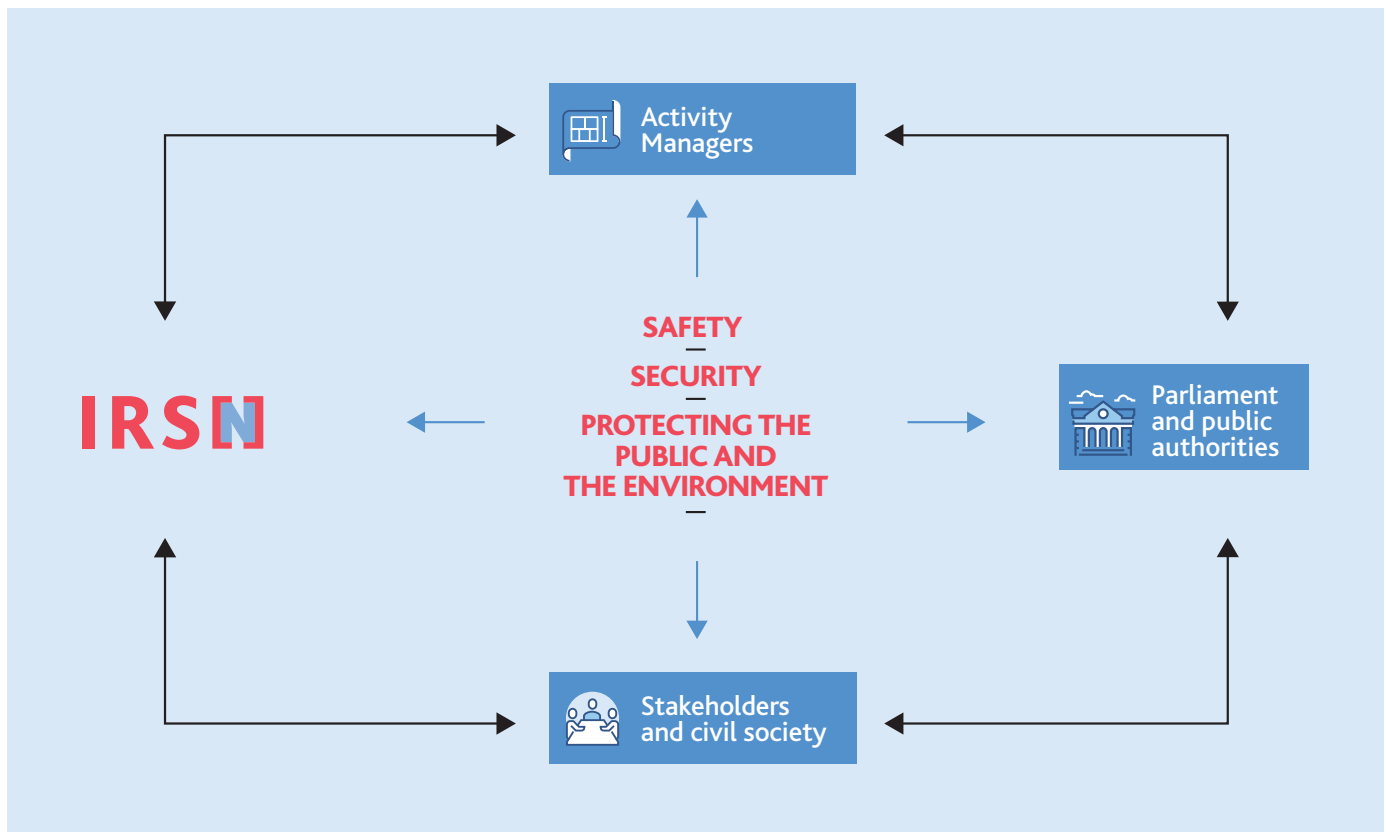 Activity
Managers
SAFETY
SECURITY
PROTECTING THE
PUBLIC AND
THE ENVIRONMENT
IRSN
Parliament
and public
authorities
Stakeholders
and civil society